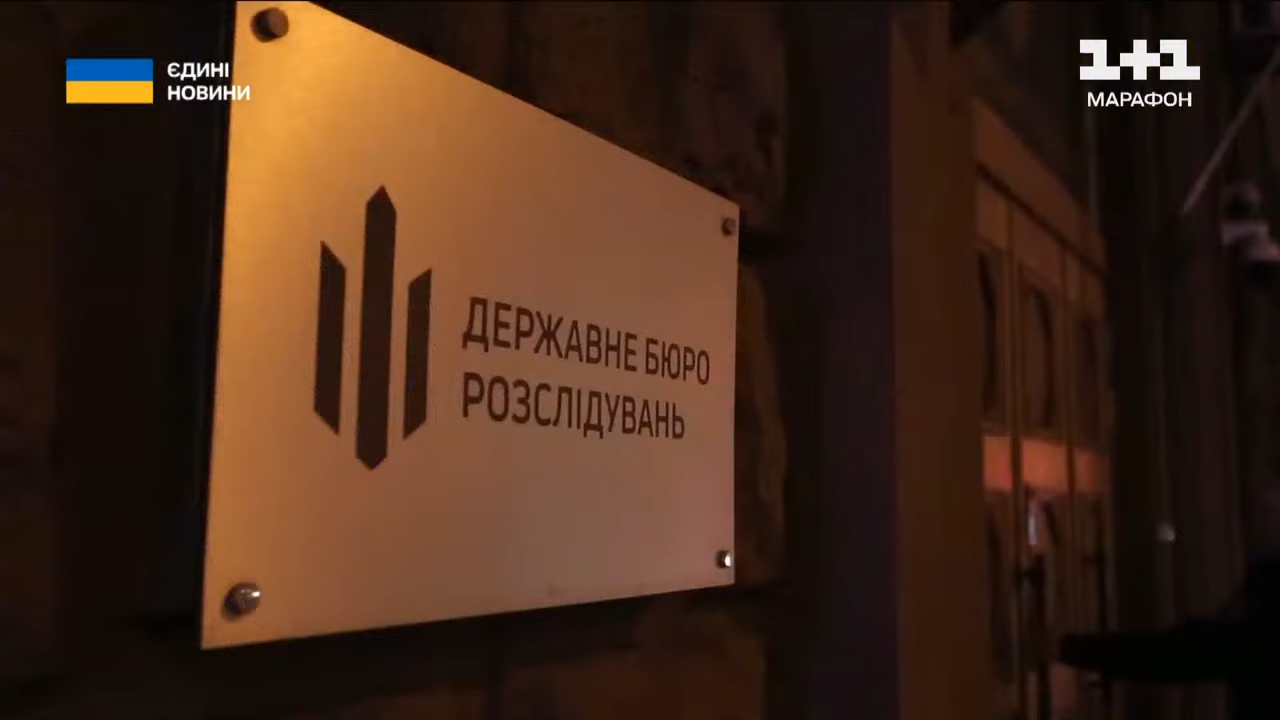 ЄДИНІ
НОВИНИ
1+1
МАРАФОН
ДЕРЖАВНЕ БЮРО
РОЗСЛІДУВАНЬ